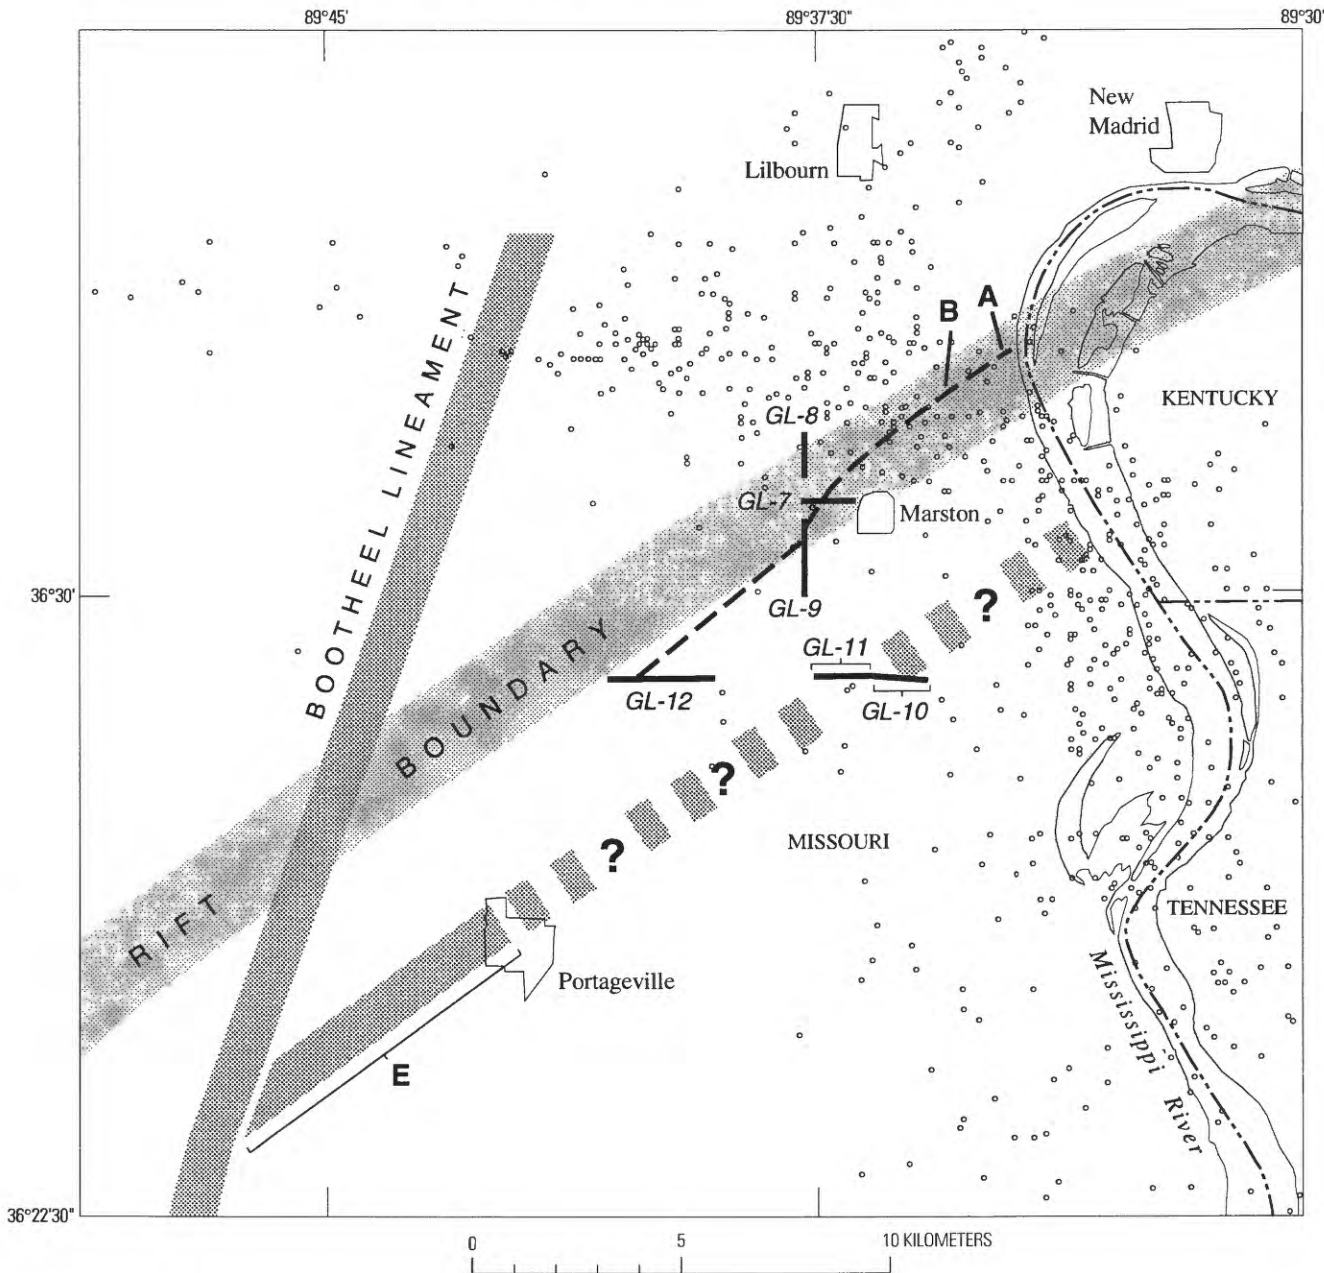 89°45'
89°37'30"
89°30'
New
Madrid
Lilbourn
A
B
KENTUCKY
GL-8
GL-7
Marston
BOOTHEEL LINEAMENT
36°30'
GL-9
?
GL-11
GL-12
GL-10
RIFT BOUNDARY
?
?
MISSOURI
TENNESSEE
Portageville
Mississippi River
E
36°22'30"
0 5 10 KILOMETERS